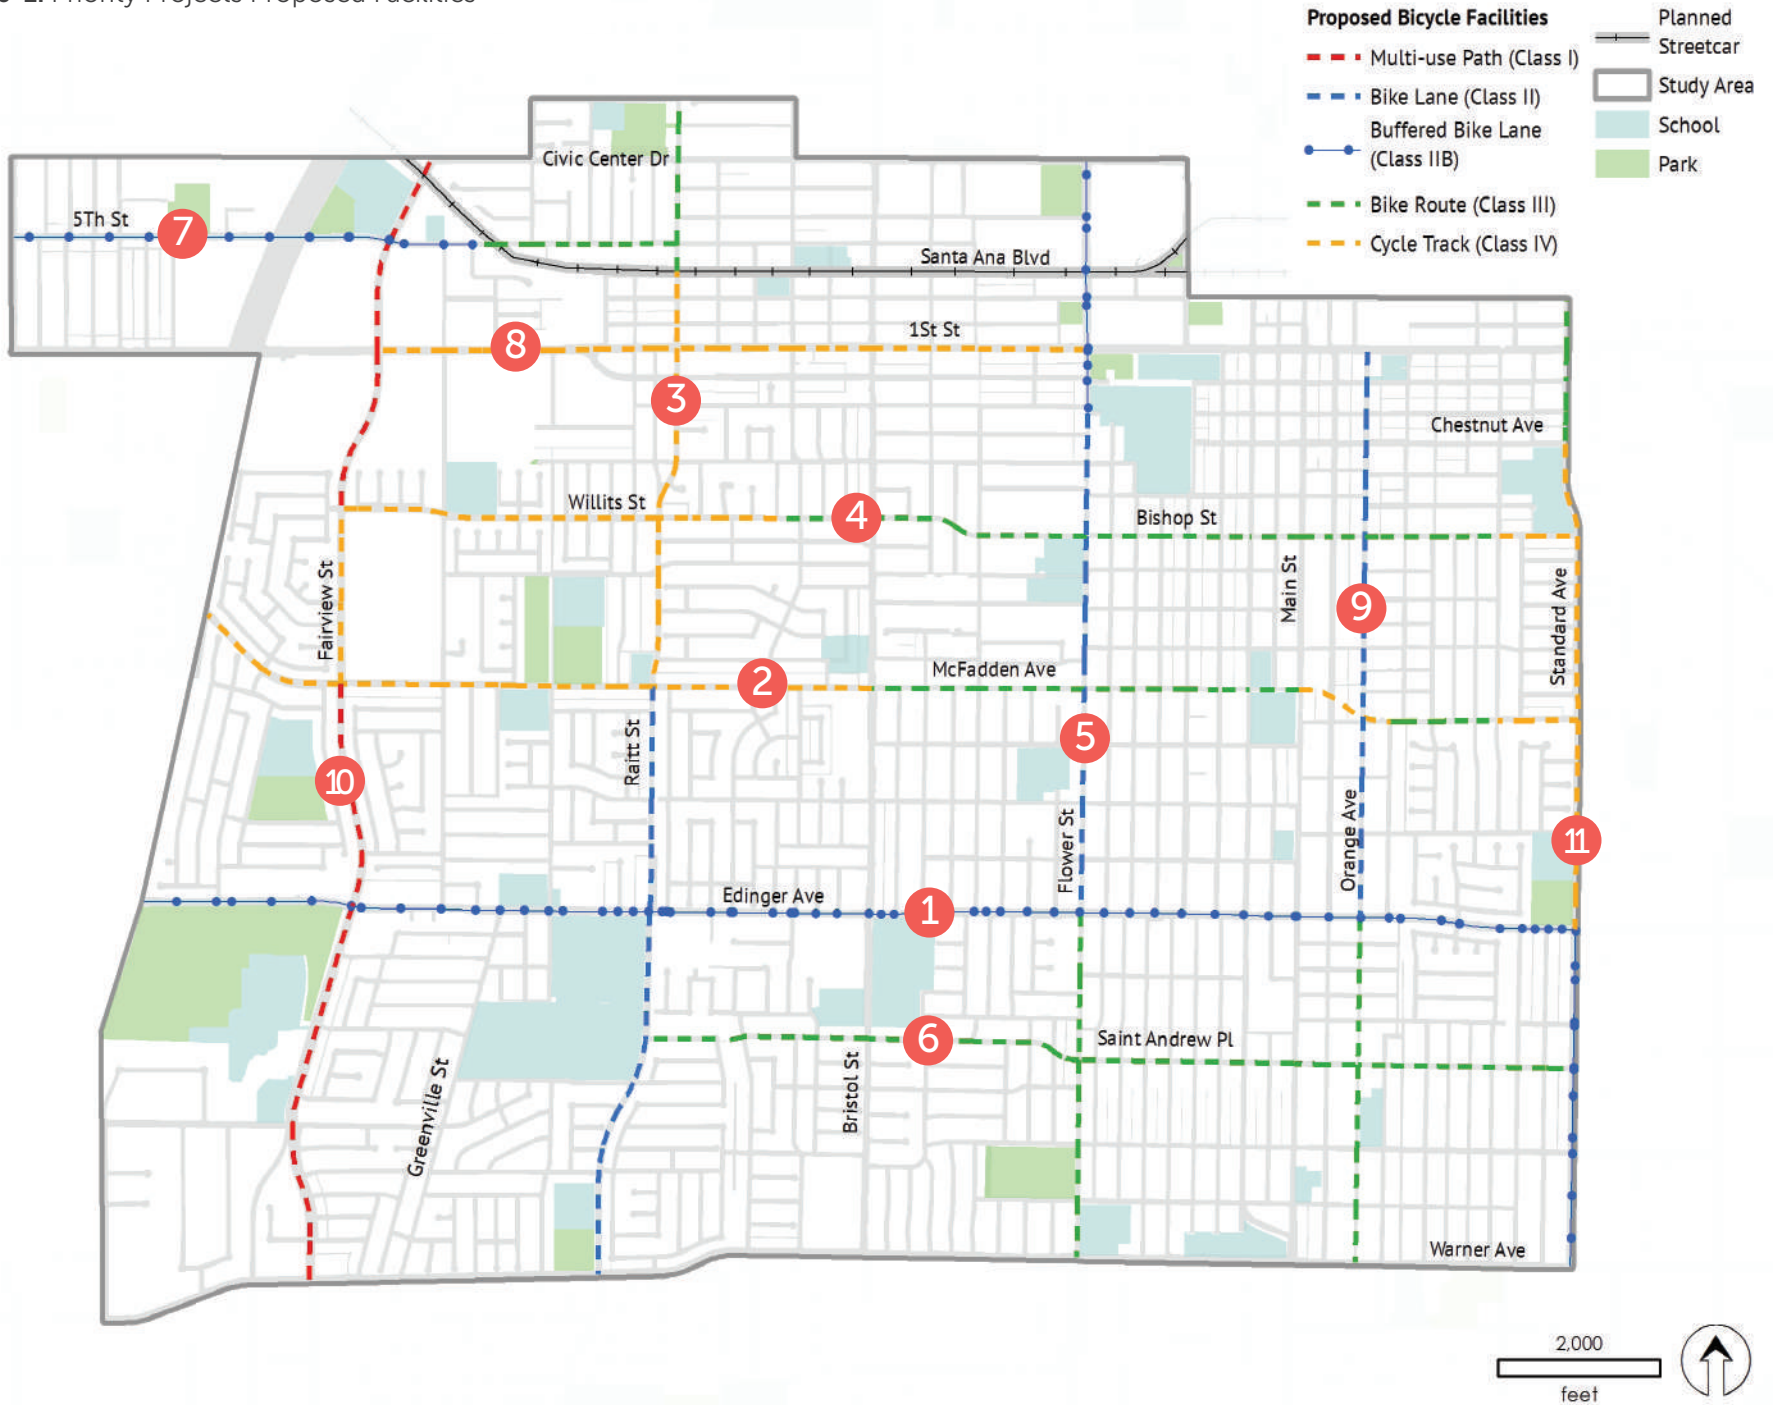 Priority Projects Proposed Facilities
Proposed Bicycle Facilities
Multi-use Path (Class I)
Bike Lane (Class II)
Buffered Bike Lane
(Class IIB)
Bike Route (Class III)
Cycle Track (Class IV)
Planned
Streetcar
Study Area
School
Park
Civic Center Dr
5Th St
7
Santa Ana Blvd
1St St
8
3
Chestnut Ave
Willits St
4
Bishop St
Fairview St
Main St
9
Standard Ave
McFadden Ave
2
Raitt St
5
10
Flower St
Orange Ave
11
Edinger Ave
1
Saint Andrew Pl
6
Bristol St
Greenville St
Warner Ave
2,000
feet